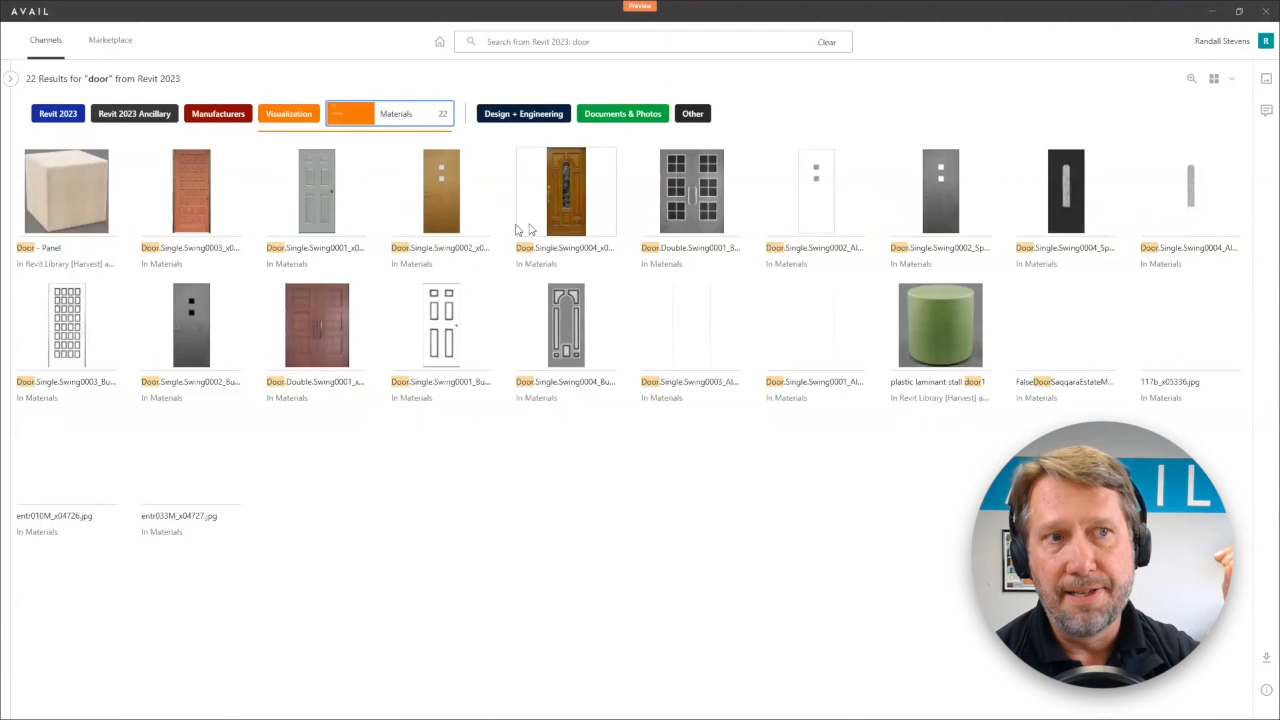 AVAIL
Preview
Channels
Marketplace
Search from Revit 2023: door
Clear
Randall Stevens
R
22 Results for "door" from Revit 2023
Revit 2023
Revit 2023 Ancillary
Manufacturers
Visualization
Materials
22
Design + Engineering
Documents & Photos
Other
Door - Panel
Door.Single.Swing0003_x0...
Door.Single.Swing0001_x0...
Door.Single.Swing0002_x0...
Door.Single.Swing0004_x0...
Door.Double.Swing0001_B...
Door.Single.Swing0002_Al...
Door.Single.Swing0002_Sp...
Door.Single.Swing0004_Sp...
Door.Single.Swing0004_Al...
In Revit Library [Harvest] a...
In Materials
In Materials
In Materials
In Materials
In Materials
In Materials
In Materials
In Materials
In Materials
Door.Single.Swing0003_Bu...
Door.Single.Swing0002_Bu...
Door.Double.Swing0001_x...
Door.Single.Swing0001_Bu...
Door.Single.Swing0004_Bu...
Door.Single.Swing0003_Al...
Door.Single.Swing0001_Al...
plastic laminant stall door1
FalseDoorSaqqaraEstateM...
117b_x05336.jpg
In Materials
In Materials
In Materials
In Materials
In Materials
In Materials
In Materials
In Revit Library [Harvest] a...
In Materials
In Materials
entr010M_x04726.jpg
entr033M_x04727.jpg
In Materials
In Materials
A
I L